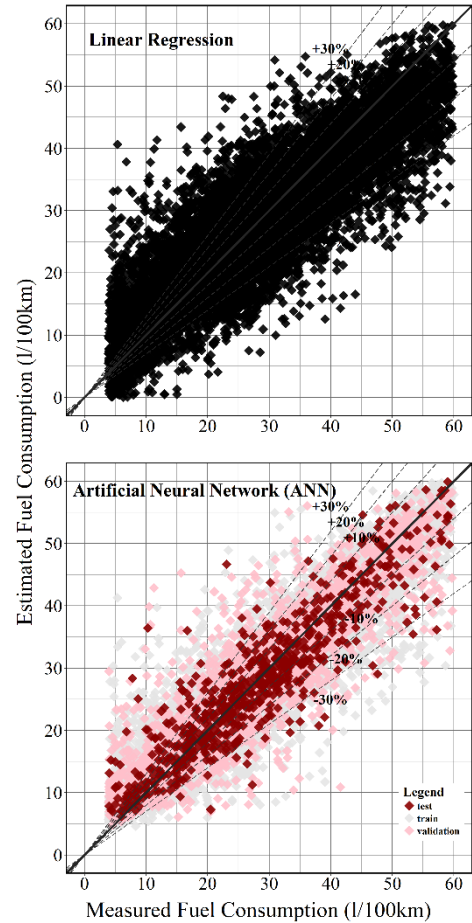 Linear Regression
+30%
+20%
60
50
40
30
20
10
0
0 10 20 30 40 50 60
Estimated Fuel Consumption (l/100km)
Artificial Neural Network (ANN)
+30%
+20%
+10%
-10%
-20%
-30%
60
50
40
30
20
10
0
Legend
test
train
validation
0 10 20 30 40 50 60
Measured Fuel Consumption (l/100km)